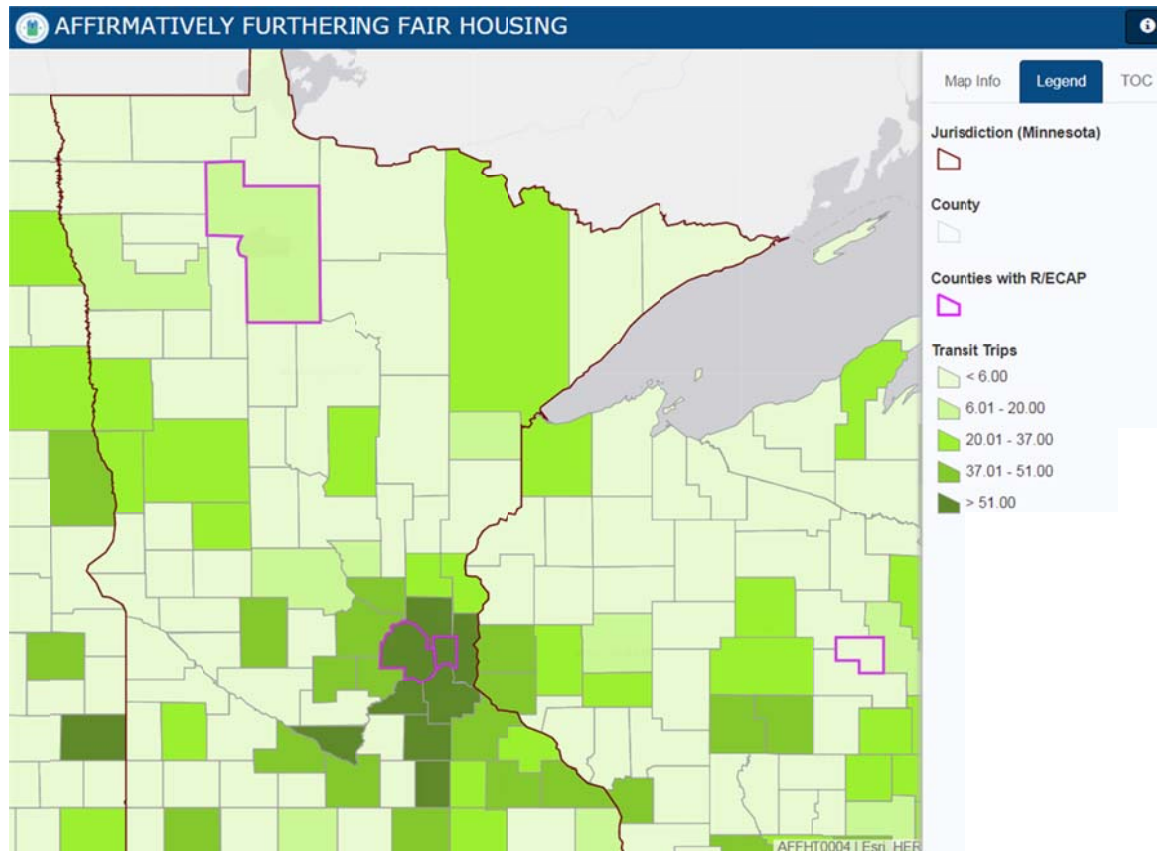 AFFIRMATIVELY FURTHERING FAIR HOUSING
Map Info Legend TOC
Jurisdiction (Minnesota)
County
Counties with R/ECAP
Transit Trips
< 6.00
6.01 - 20.00
20.01 - 37.00
37.01 - 51.00
> 51.00
AFFHT0004 | Esri, HER